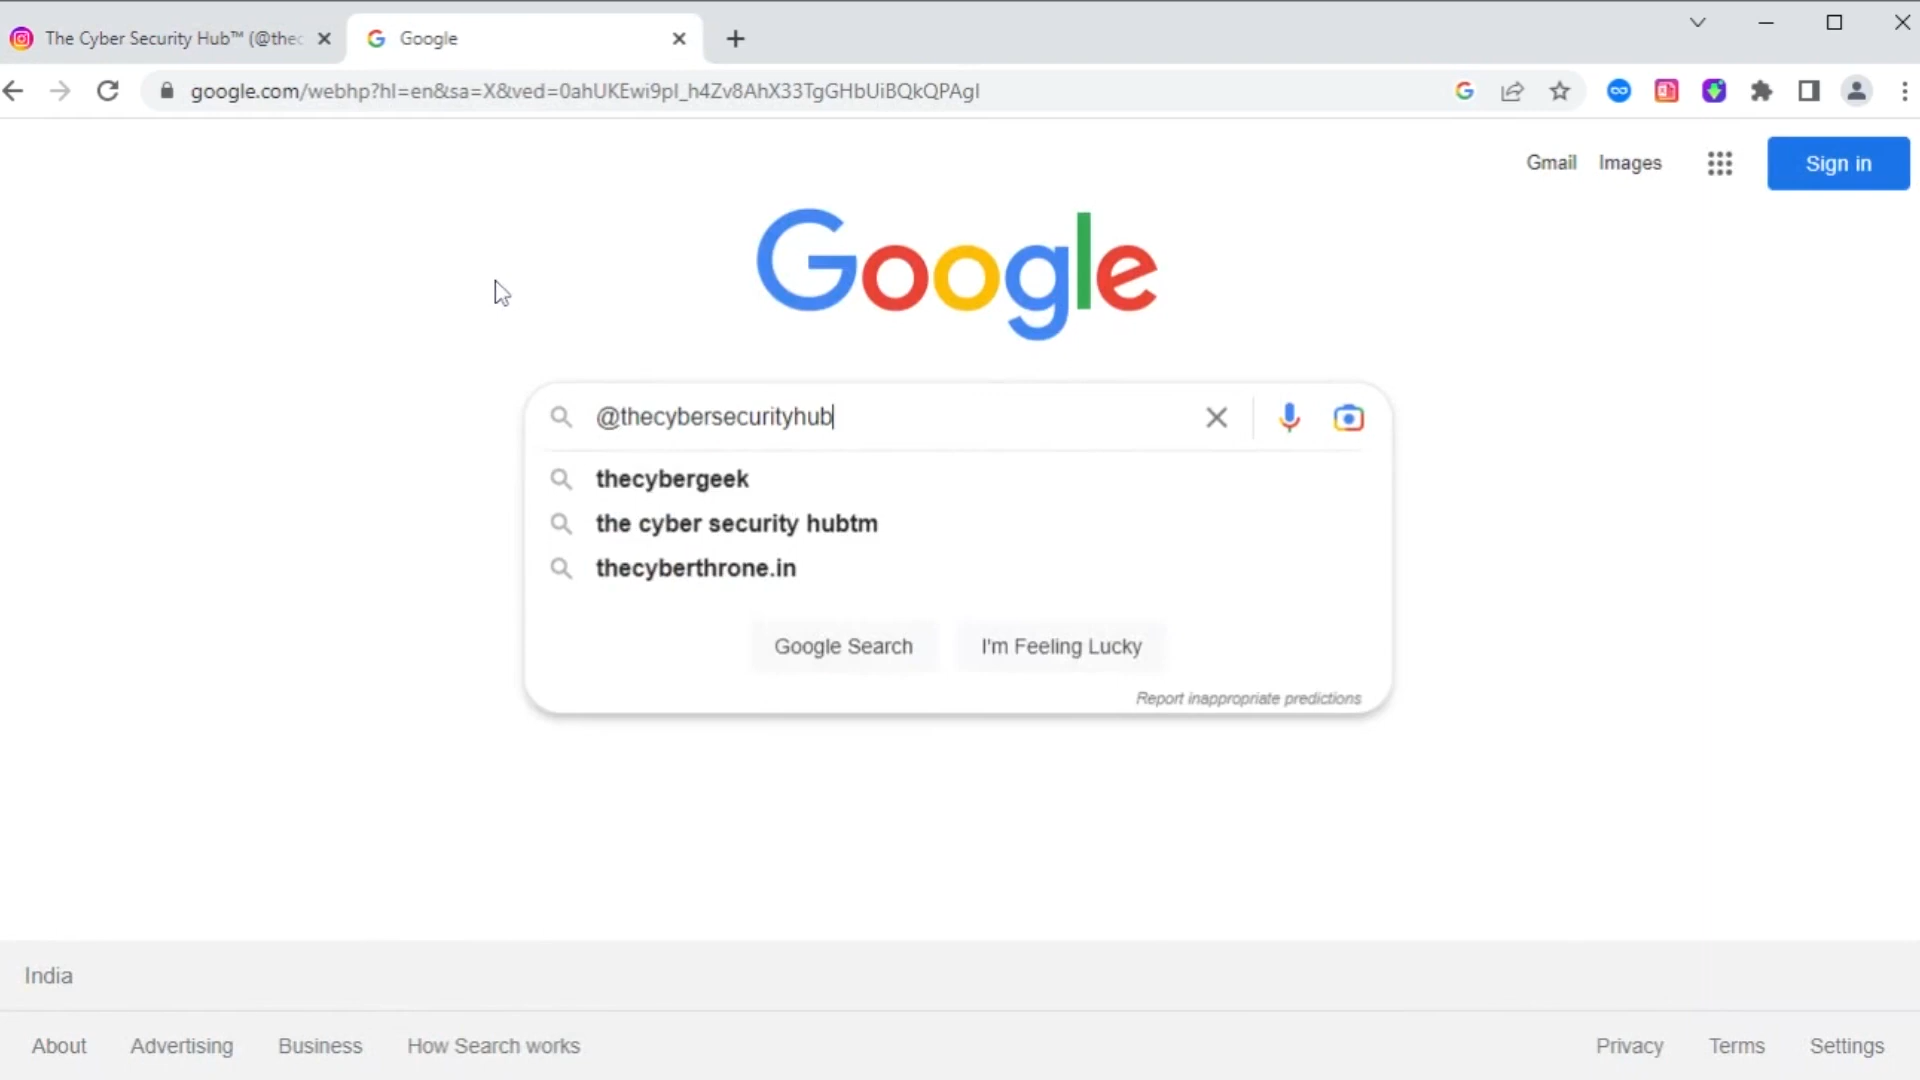 The Cyber Security Hub™ (@thec
Google
google.com/webhp?hl=en&sa=X&ved=0ahUKEwi9pl_h4Zv8AhX33TgGHbUiBQkQPAgI
Gmail Images Sign in
Google
@thecybersecurityhub
thecybergeek
the cyber security hubtm
thecyberthrone.in
Google Search I'm Feeling Lucky
Report inappropriate predictions
India
About Advertising Business How Search works Privacy Terms Settings